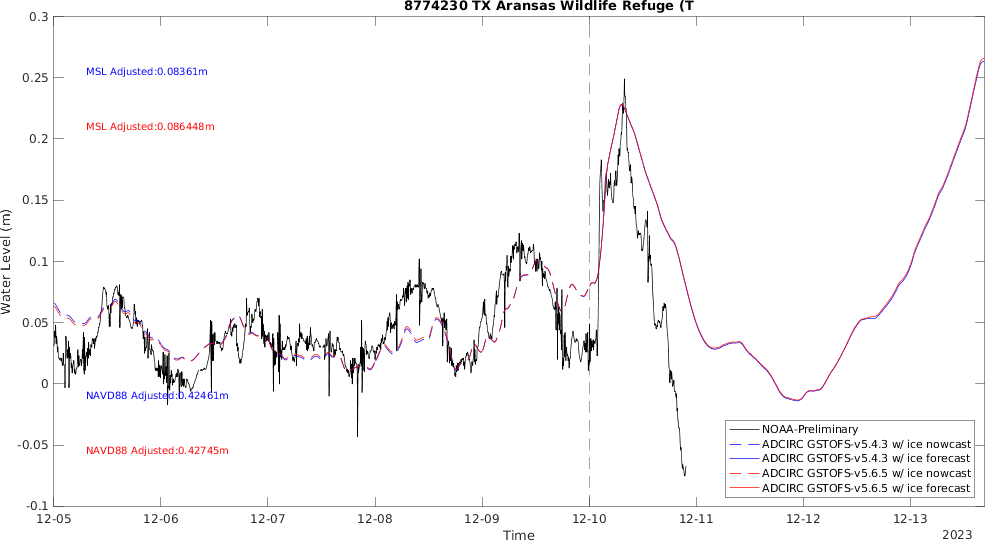 8774230 TX Aransas Wildlife Refuge (T
0.3
0.25
0.2
0.15
0.1
0.05
0
-0.05
-0.1
Water Level (m)
MSL Adjusted:0.08361m
MSL Adjusted:0.086448m
NAVD88 Adjusted:0.42461m
NAVD88 Adjusted:0.42745m
NOAA-Preliminary
ADCIRC GSTOFS-v5.4.3 w/ ice nowcast
ADCIRC GSTOFS-v5.4.3 w/ ice forecast
ADCIRC GSTOFS-v5.6.5 w/ ice nowcast
ADCIRC GSTOFS-v5.6.5 w/ ice forecast
12-05 12-06 12-07 12-08 12-09 12-10 12-11 12-12 12-13
Time
2023